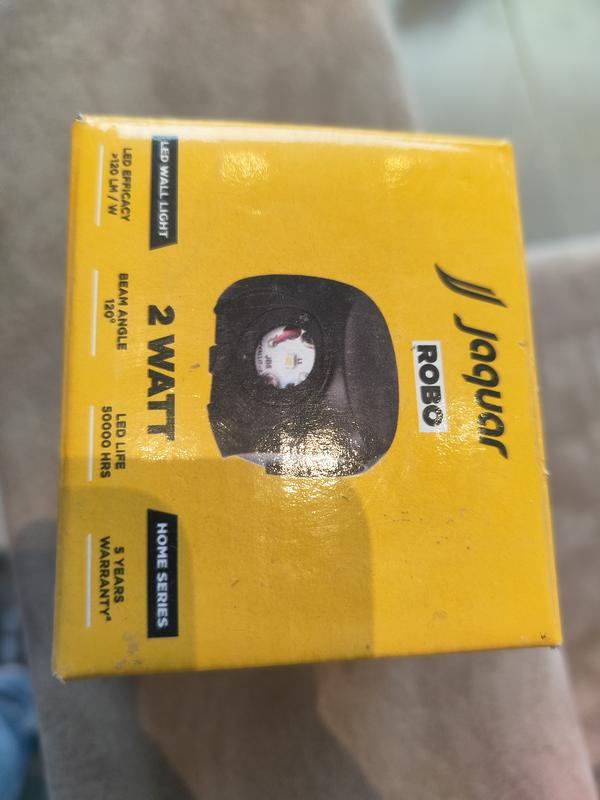 Jaquar
ROBO
LED WALL LIGHT
2 WATT
HOME SERIES
LED EFFICACY
>120 LM / W
BEAM ANGLE
120°
LED LIFE
50000 HRS
5 YEARS
WARRANTY*